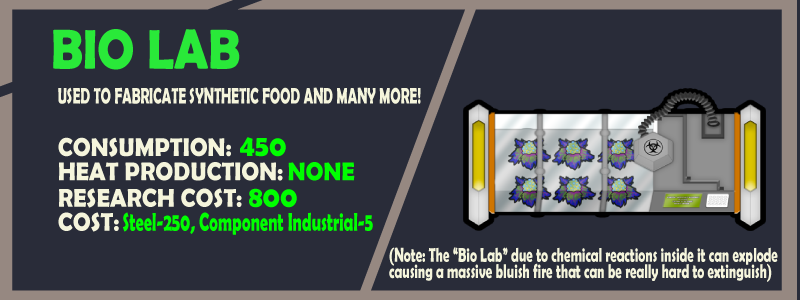 BIO LAB
USED TO FABRICATE SYNTHETIC FOOD AND MANY MORE!
CONSUMPTION: 450
HEAT PRODUCTION: NONE
RESEARCH COST: 800
COST: Steel-250, Component Industrial-5
(Note: The "Bio Lab" due to chemical reactions inside it can explode
causing a massive bluish fire that can be really hard to extinguish)